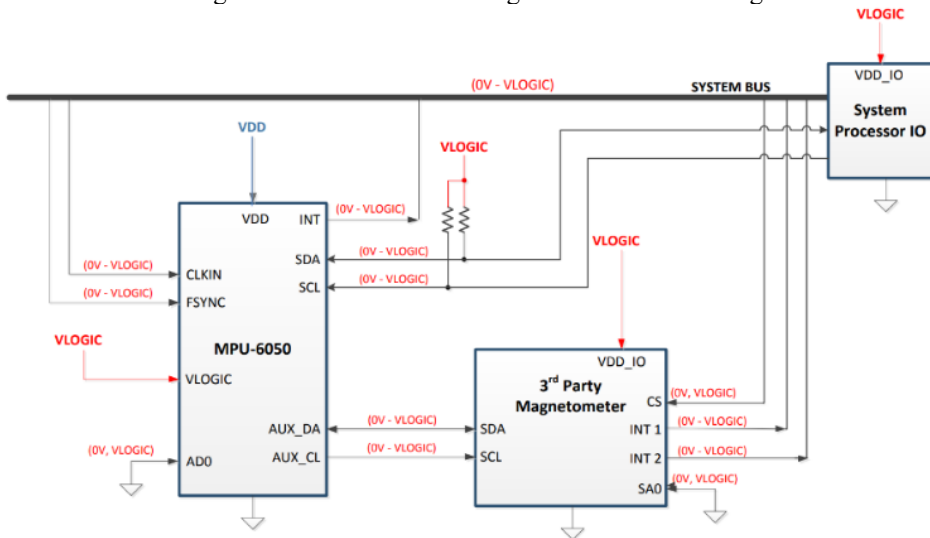 VLOGIC
VDD_IO
System
Processor IO
(0V - VLOGIC)
SYSTEM BUS
VDD
VLOGIC
VDD
INT
(0V - VLOGIC)
SDA
(0V - VLOGIC)
SCL
(0V - VLOGIC)
(0V - VLOGIC)
CLKIN
(0V - VLOGIC)
FSYNC
MPU-6050
VLOGIC
VLOGIC
VLOGIC
VDD_IO
3rd Party
Magnetometer
CS
(0V, VLOGIC)
INT 1
(0V - VLOGIC)
INT 2
(0V - VLOGIC)
SA0
(0V, VLOGIC)
AUX_DA
(0V - VLOGIC)
SDA
AUX_CL
(0V - VLOGIC)
SCL
(0V, VLOGIC)
AD0